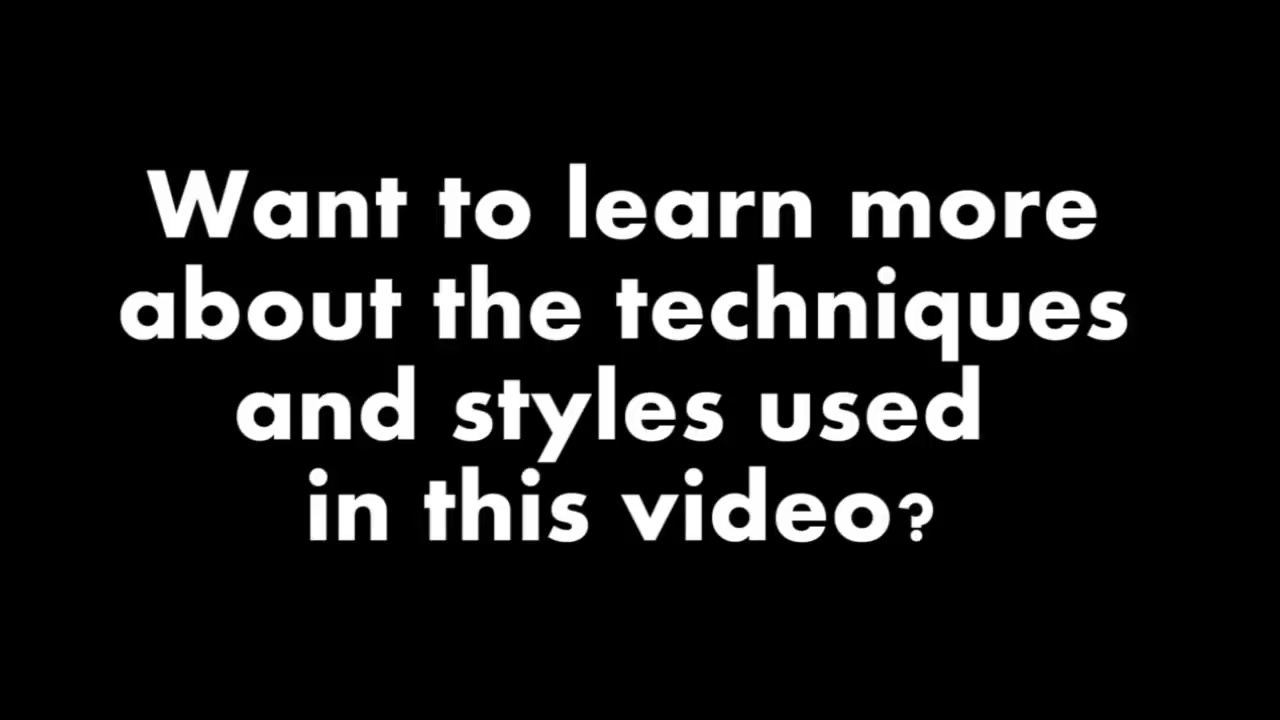 Want to learn more
about the techniques
and styles used
in this video?